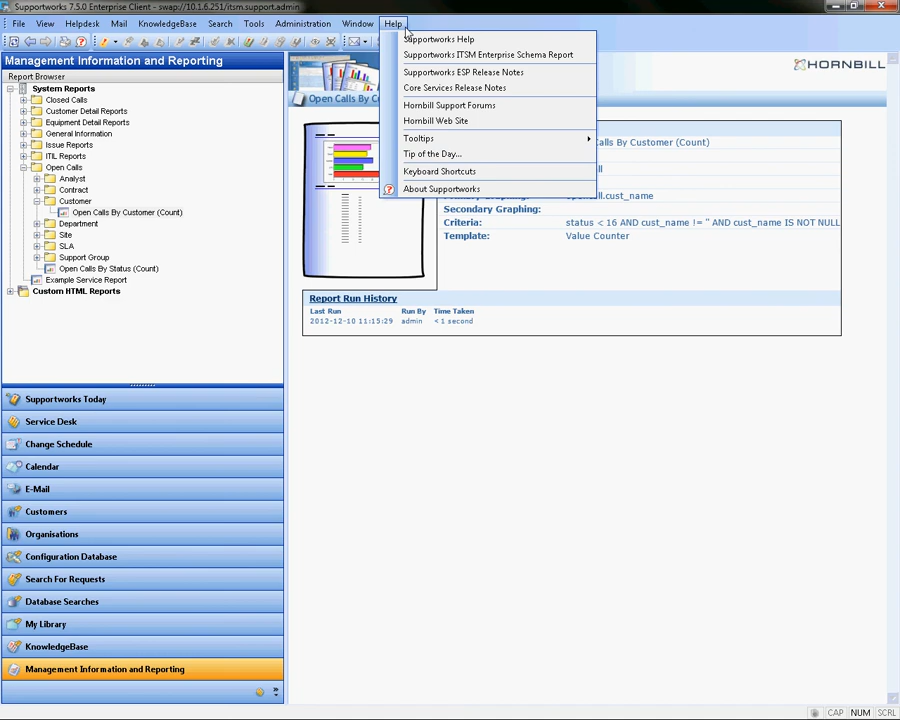 Supportworks 7.5.0 Enterprise Client - swap://10.1.6.251/itsm.support.admin
File View Helpdesk Mail KnowledgeBase Search Tools Administration Window Help
Management Information and Reporting
Report Browser
System Reports
Closed Calls
Customer Detail Reports
Equipment Detail Reports
General Information
Issue Reports
ITIL Reports
Open Calls
Analyst
Contract
Customer
Open Calls By Customer (Count)
Department
Site
SLA
Support Group
Open Calls By Status (Count)
Example Service Report
Custom HTML Reports
Supportworks Today
Service Desk
Change Schedule
Calendar
E-Mail
Customers
Organisations
Configuration Database
Search For Requests
Database Searches
My Library
KnowledgeBase
Management Information and Reporting
Supportworks Help
Supportworks ITSM Enterprise Schema Report
Supportworks ESP Release Notes
Core Services Release Notes
Hornbill Support Forums
Hornbill Web Site
Tooltips
Tip of the Day...
Keyboard Shortcuts
About Supportworks
HORNBILL
Open Calls By C
Calls By Customer (Count)
ll
.cust_name
Secondary Graphing:
Criteria: status < 16 AND cust_name != '' AND cust_name IS NOT NULL
Template: Value Counter
Report Run History
Last Run Run By Time Taken
2012-12-10 11:15:29 admin < 1 second
CAP NUM SCRL